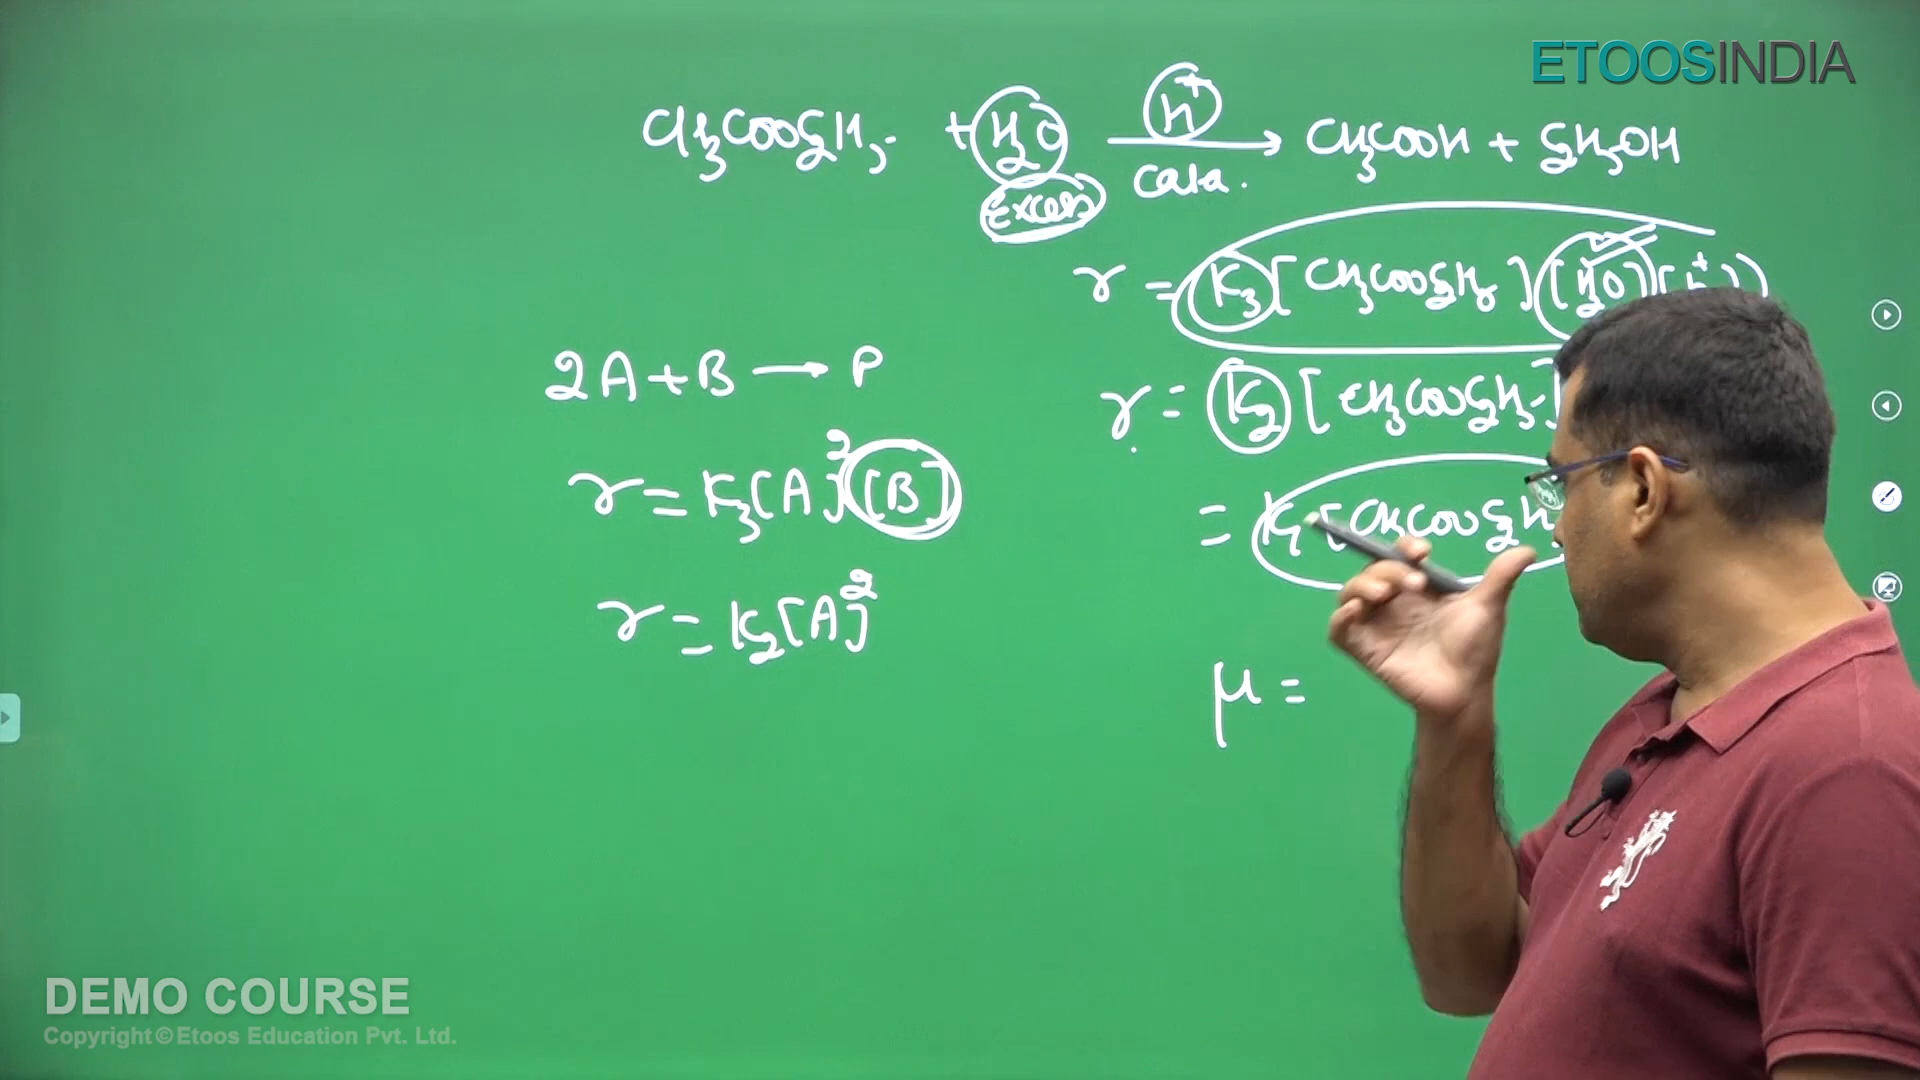 ETOOSINDIA
CH₃COOC₂H₅ + H₂O →(H⁺ / Cata.) CH₃COOH + C₂H₅OH
Excess
r = K₃[CH₃COOC₂H₅][H₂O][H⁺]
2A + B → P
r = K₂[CH₃COOC₂H₅]
r = K₃[A]²[B]
= K₁[CH₃COOC₂H
r = K₂[A]²
μ =
DEMO COURSE
Copyright © Etoos Education Pvt. Ltd.